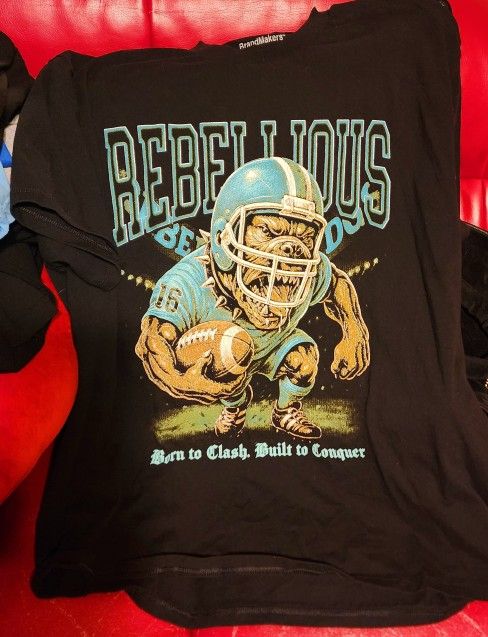 BrandMakers
REBELLIOUS
16
Born to Clash. Built to Conquer